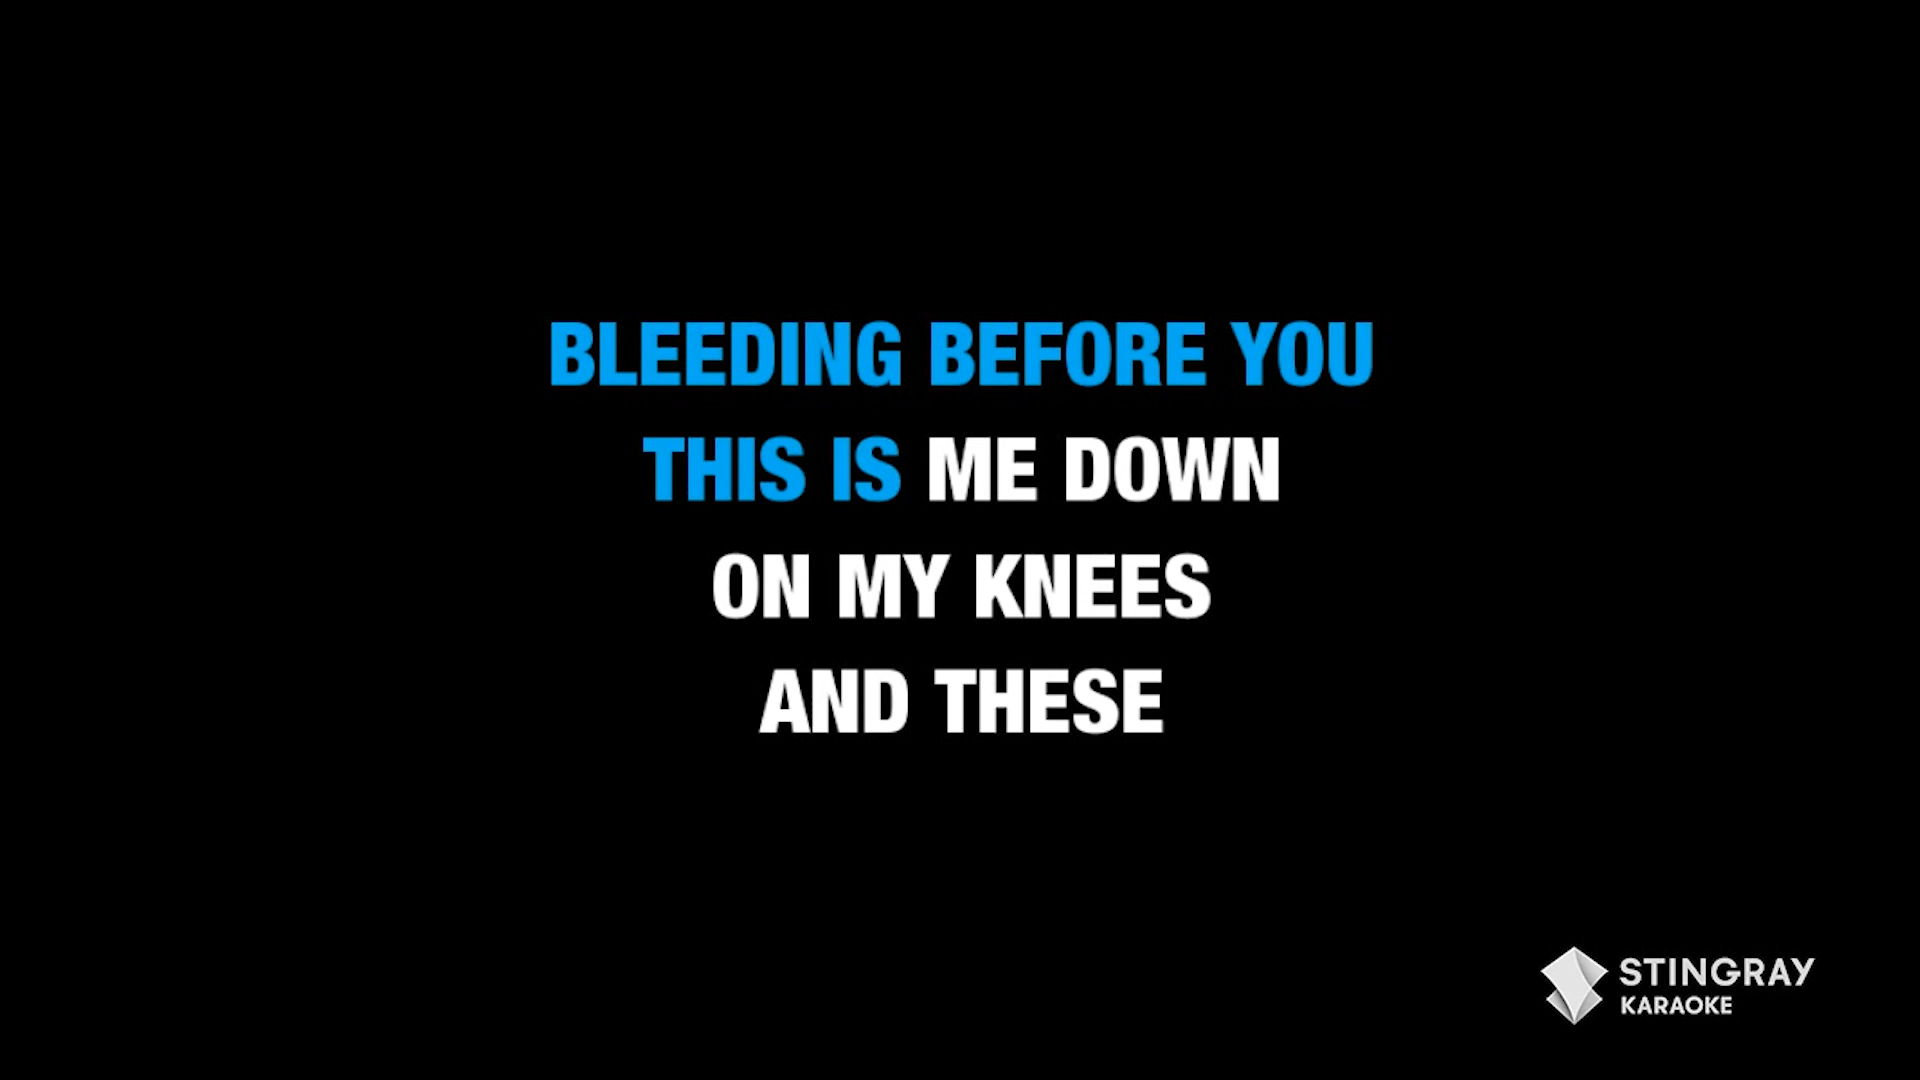 BLEEDING BEFORE YOU
THIS IS ME DOWN
ON MY KNEES
AND THESE
STINGRAY
KARAOKE